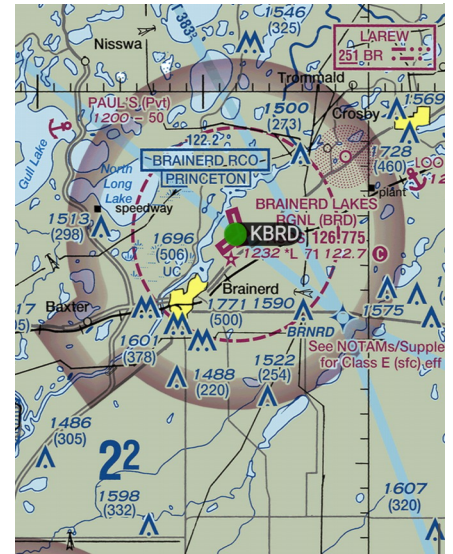 383
1546
(325)
LAREW
251 BR
Nisswa
Trommald
PAUL'S (Pvt)
1200 - 50
1500
(273)
Crosby
1569
Gull Lake
122.2
BRAINERD RCO
PRINCETON
1728
(460)
North
Long
Lake
plant
BRAINERD LAKES
RGNL (BRD)
1513
(298)
speedway
1696
(506)
UC
KBRD
126.775
1232 *L 71 122.7
C
Brainerd
Baxter
1771
(500)
1590
1575
BRNRD
1601
(378)
See NOTAMs/Supple
for Class E (sfc) eff
1522
(254)
1488
(220)
1486
(305)
22
1598
(332)
1607
(320)